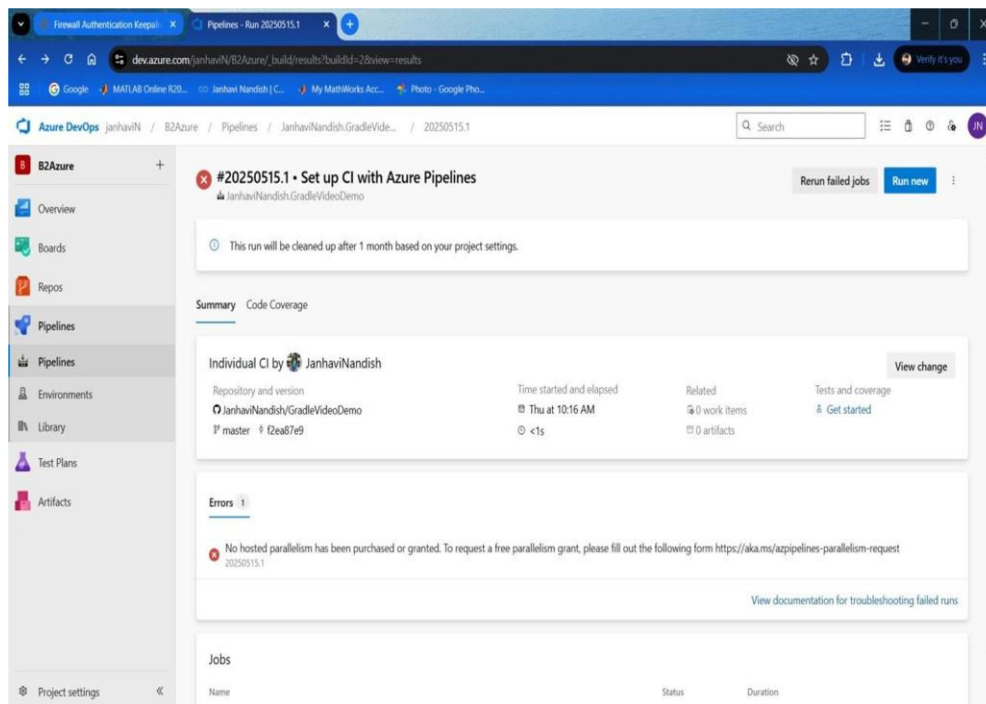 Firewall Authentication Keepali
Pipelines - Run 20250515.1
dev.azure.com/janhaviN/B2Azure/_build/results?buildId=2&view=results
Verify it's you
Google
MATLAB Online R20...
Janhavi Nandish | C...
My MathWorks Acc...
Photo - Google Pho...
Azure DevOps janhaviN / B2Azure / Pipelines / JanhaviNandish.GradleVide... / 20250515.1
Search
JN
B B2Azure +
Overview
Boards
Repos
Pipelines
Pipelines
Environments
Library
Test Plans
Artifacts
Project settings
#20250515.1 • Set up CI with Azure Pipelines
JanhaviNandish.GradleVideoDemo
Rerun failed jobs
Run new
This run will be cleaned up after 1 month based on your project settings.
Summary Code Coverage
Individual CI by JanhaviNandish
View change
Repository and version
JanhaviNandish/GradleVideoDemo
master f2ea87e9
Time started and elapsed
Thu at 10:16 AM
<1s
Related
0 work items
0 artifacts
Tests and coverage
Get started
Errors 1
No hosted parallelism has been purchased or granted. To request a free parallelism grant, please fill out the following form https://aka.ms/azpipelines-parallelism-request
20250515.1
View documentation for troubleshooting failed runs
Jobs
Name Status Duration